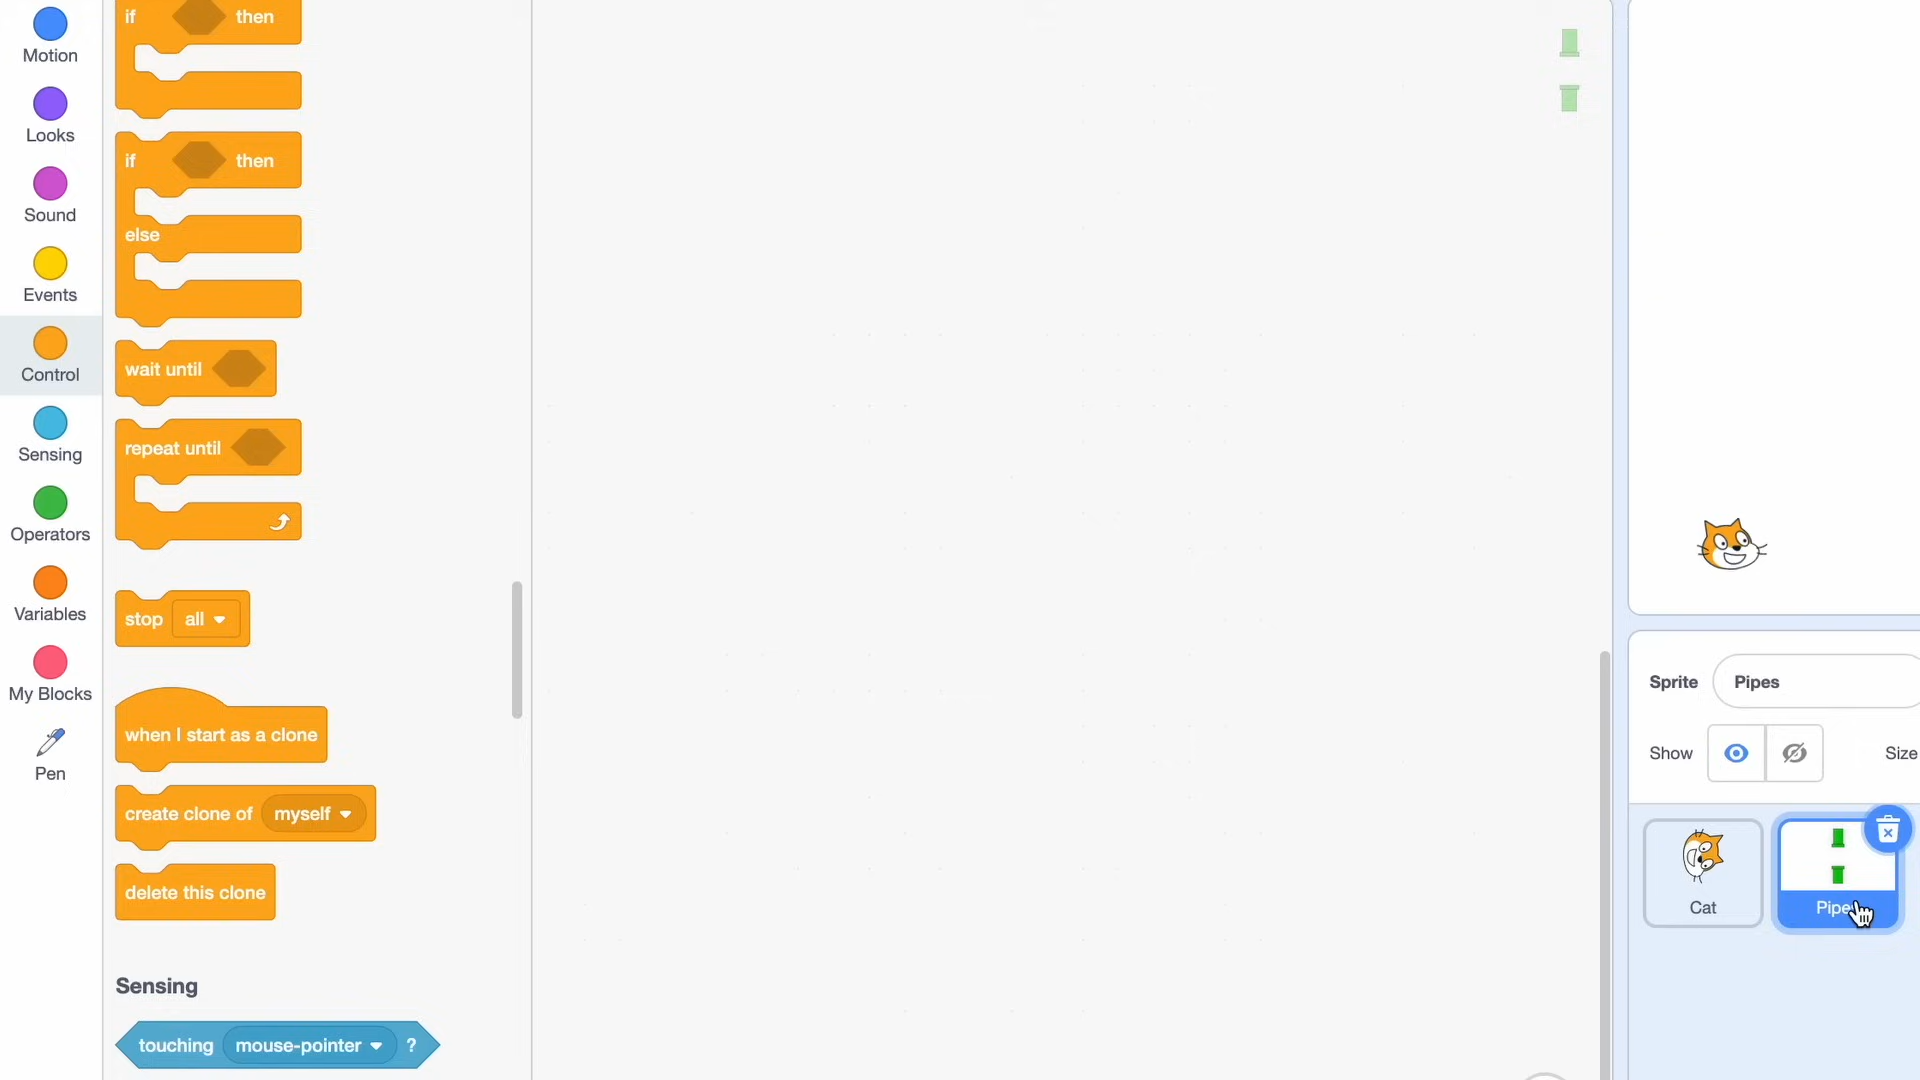 Motion
Looks
Sound
Events
Control
Sensing
Operators
Variables
My Blocks
Pen
if then
if then
else
wait until
repeat until
stop all
when I start as a clone
create clone of myself
delete this clone
Sensing
touching mouse-pointer ?
Sprite Pipes
Show Size
Cat